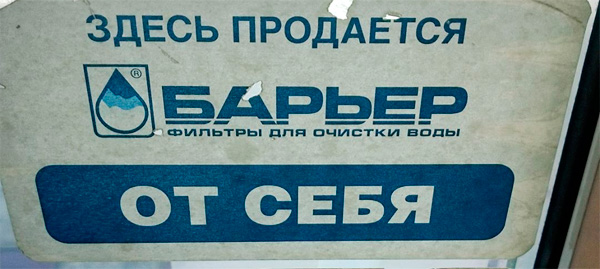 ЗДЕСЬ ПРОДАЕТСЯ
® БАРЬЕР
ФИЛЬТРЫ ДЛЯ ОЧИСТКИ ВОДЫ
ОТ СЕБЯ